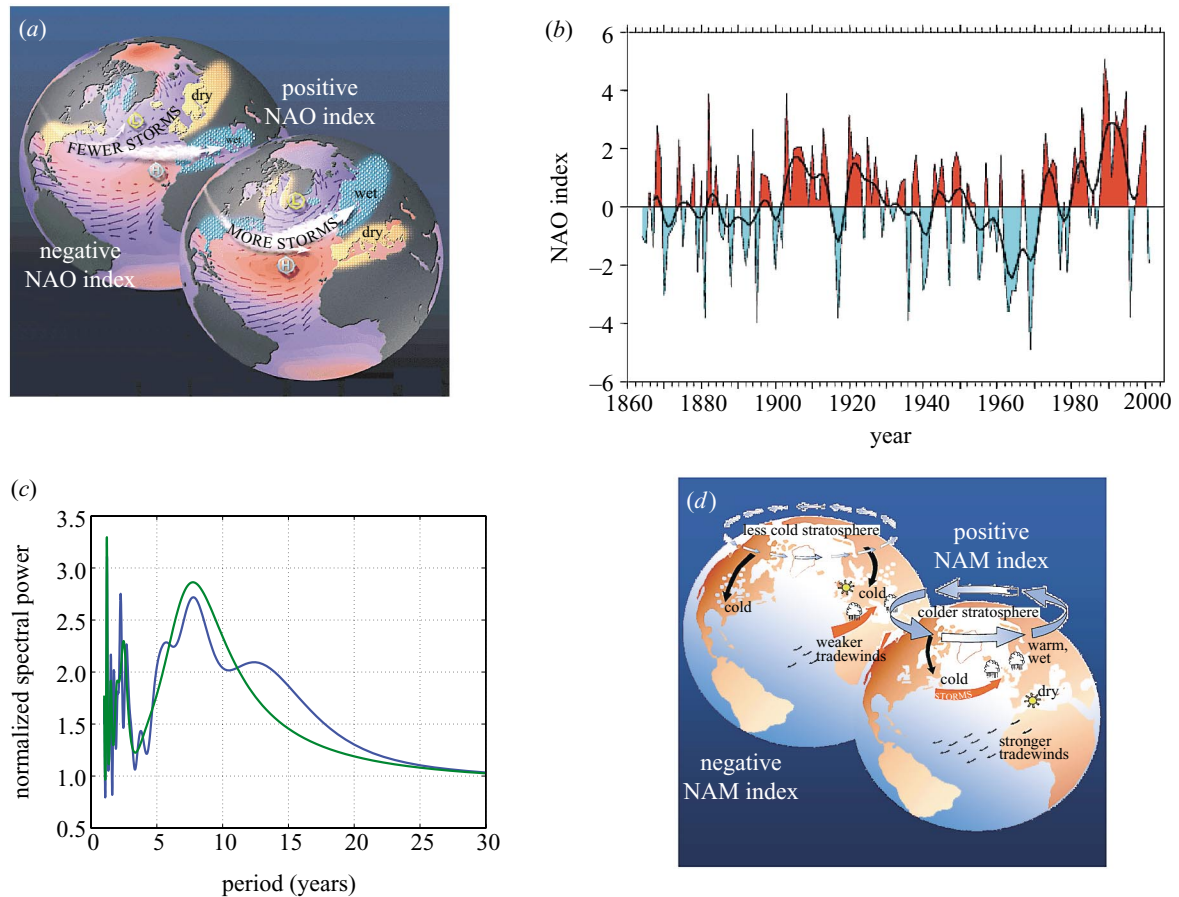 (a)
positive
NAO index
dry
FEWER STORMS
L
wet
H
L
wet
MORE STORMS
dry
H
negative
NAO index
(b)
6
4
2
0
−2
−4
−6
NAO index
1860 1880 1900 1920 1940 1960 1980 2000
year
(c)
3.5
3.0
2.5
2.0
1.5
1.0
0.5
normalized spectral power
0 5 10 15 20 25 30
period (years)
(d)
less cold stratosphere
positive
NAM index
cold
cold
colder stratosphere
weaker
tradewinds
warm,
wet
cold
STORMS
dry
stronger
tradewinds
negative
NAM index